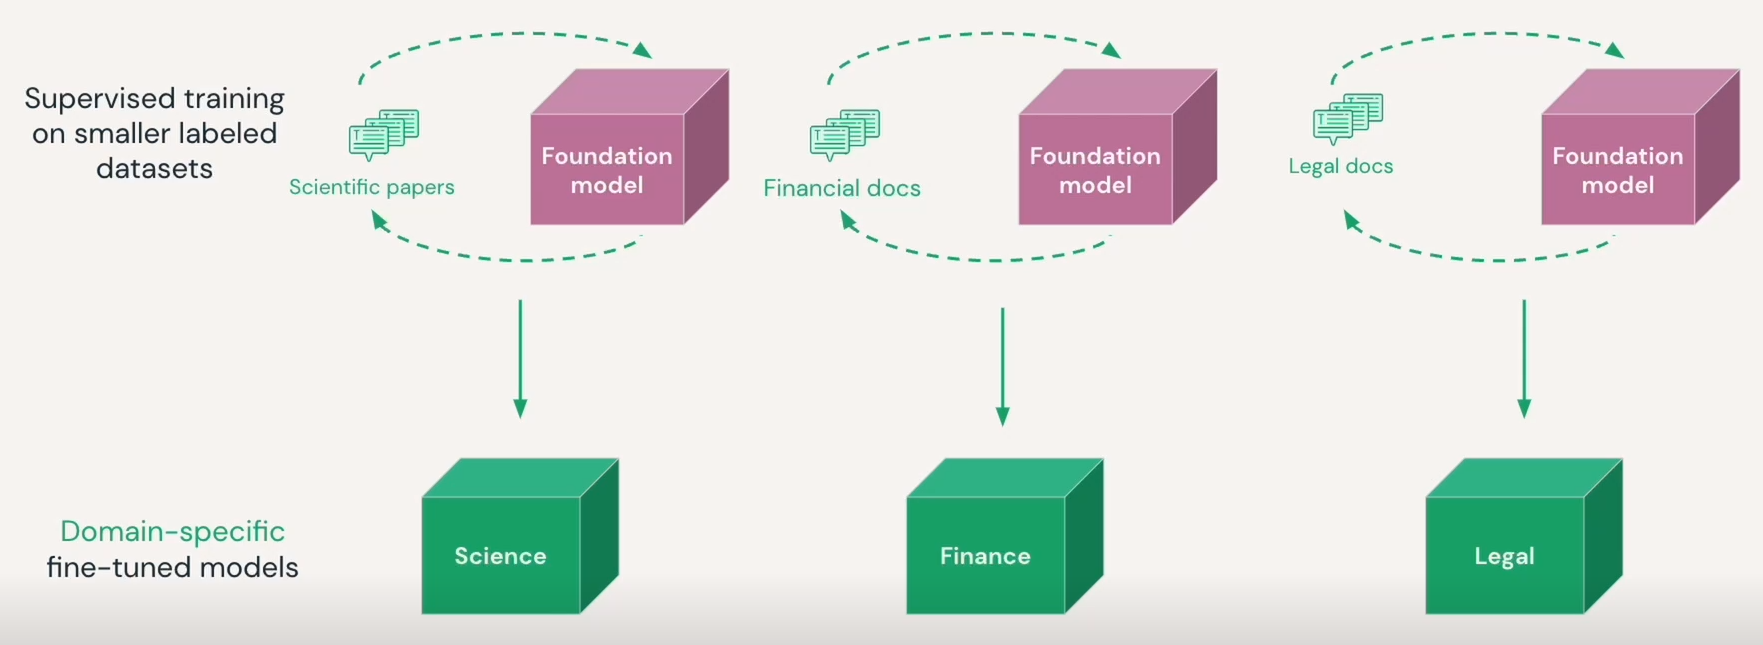 Supervised training
on smaller labeled
datasets
Scientific papers
Foundation
model
Financial docs
Foundation
model
Legal docs
Foundation
model
Domain-specific
fine-tuned models
Science
Finance
Legal